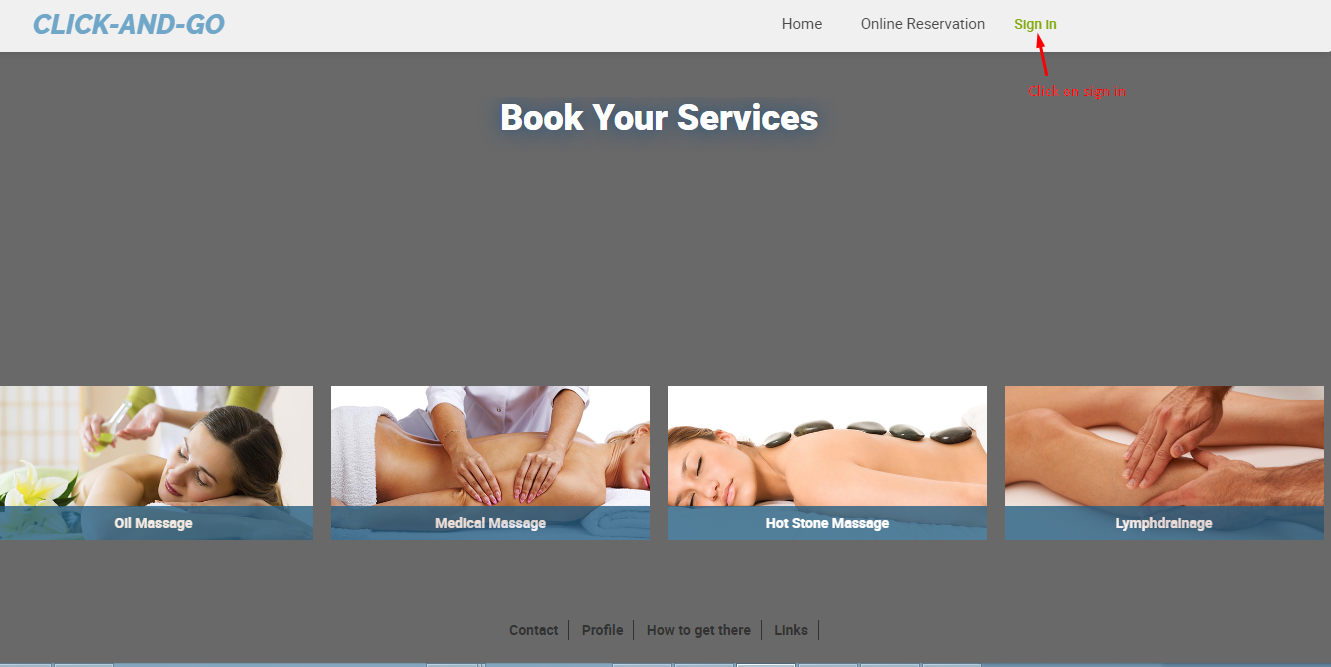 CLICK-AND-GO
Home Online Reservation Sign in
Click on sign in
Book Your Services
Oil Massage Medical Massage Hot Stone Massage Lymphdrainage
Contact Profile How to get there Links